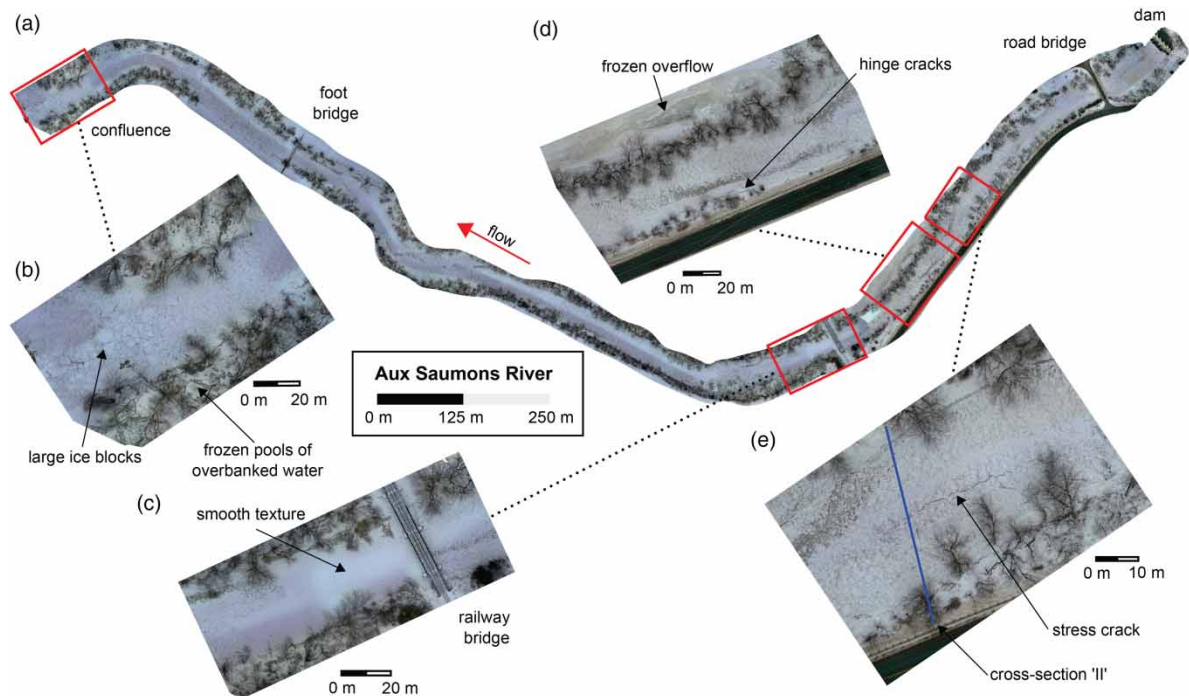 (a)
confluence
foot
bridge
flow
(d)
frozen overflow
hinge cracks
0 m 20 m
road bridge
dam
(b)
large ice blocks
frozen pools of
overbanked water
0 m 20 m
Aux Saumons River
0 m 125 m 250 m
(c)
smooth texture
railway
bridge
0 m 20 m
(e)
0 m 10 m
stress crack
cross-section 'II'